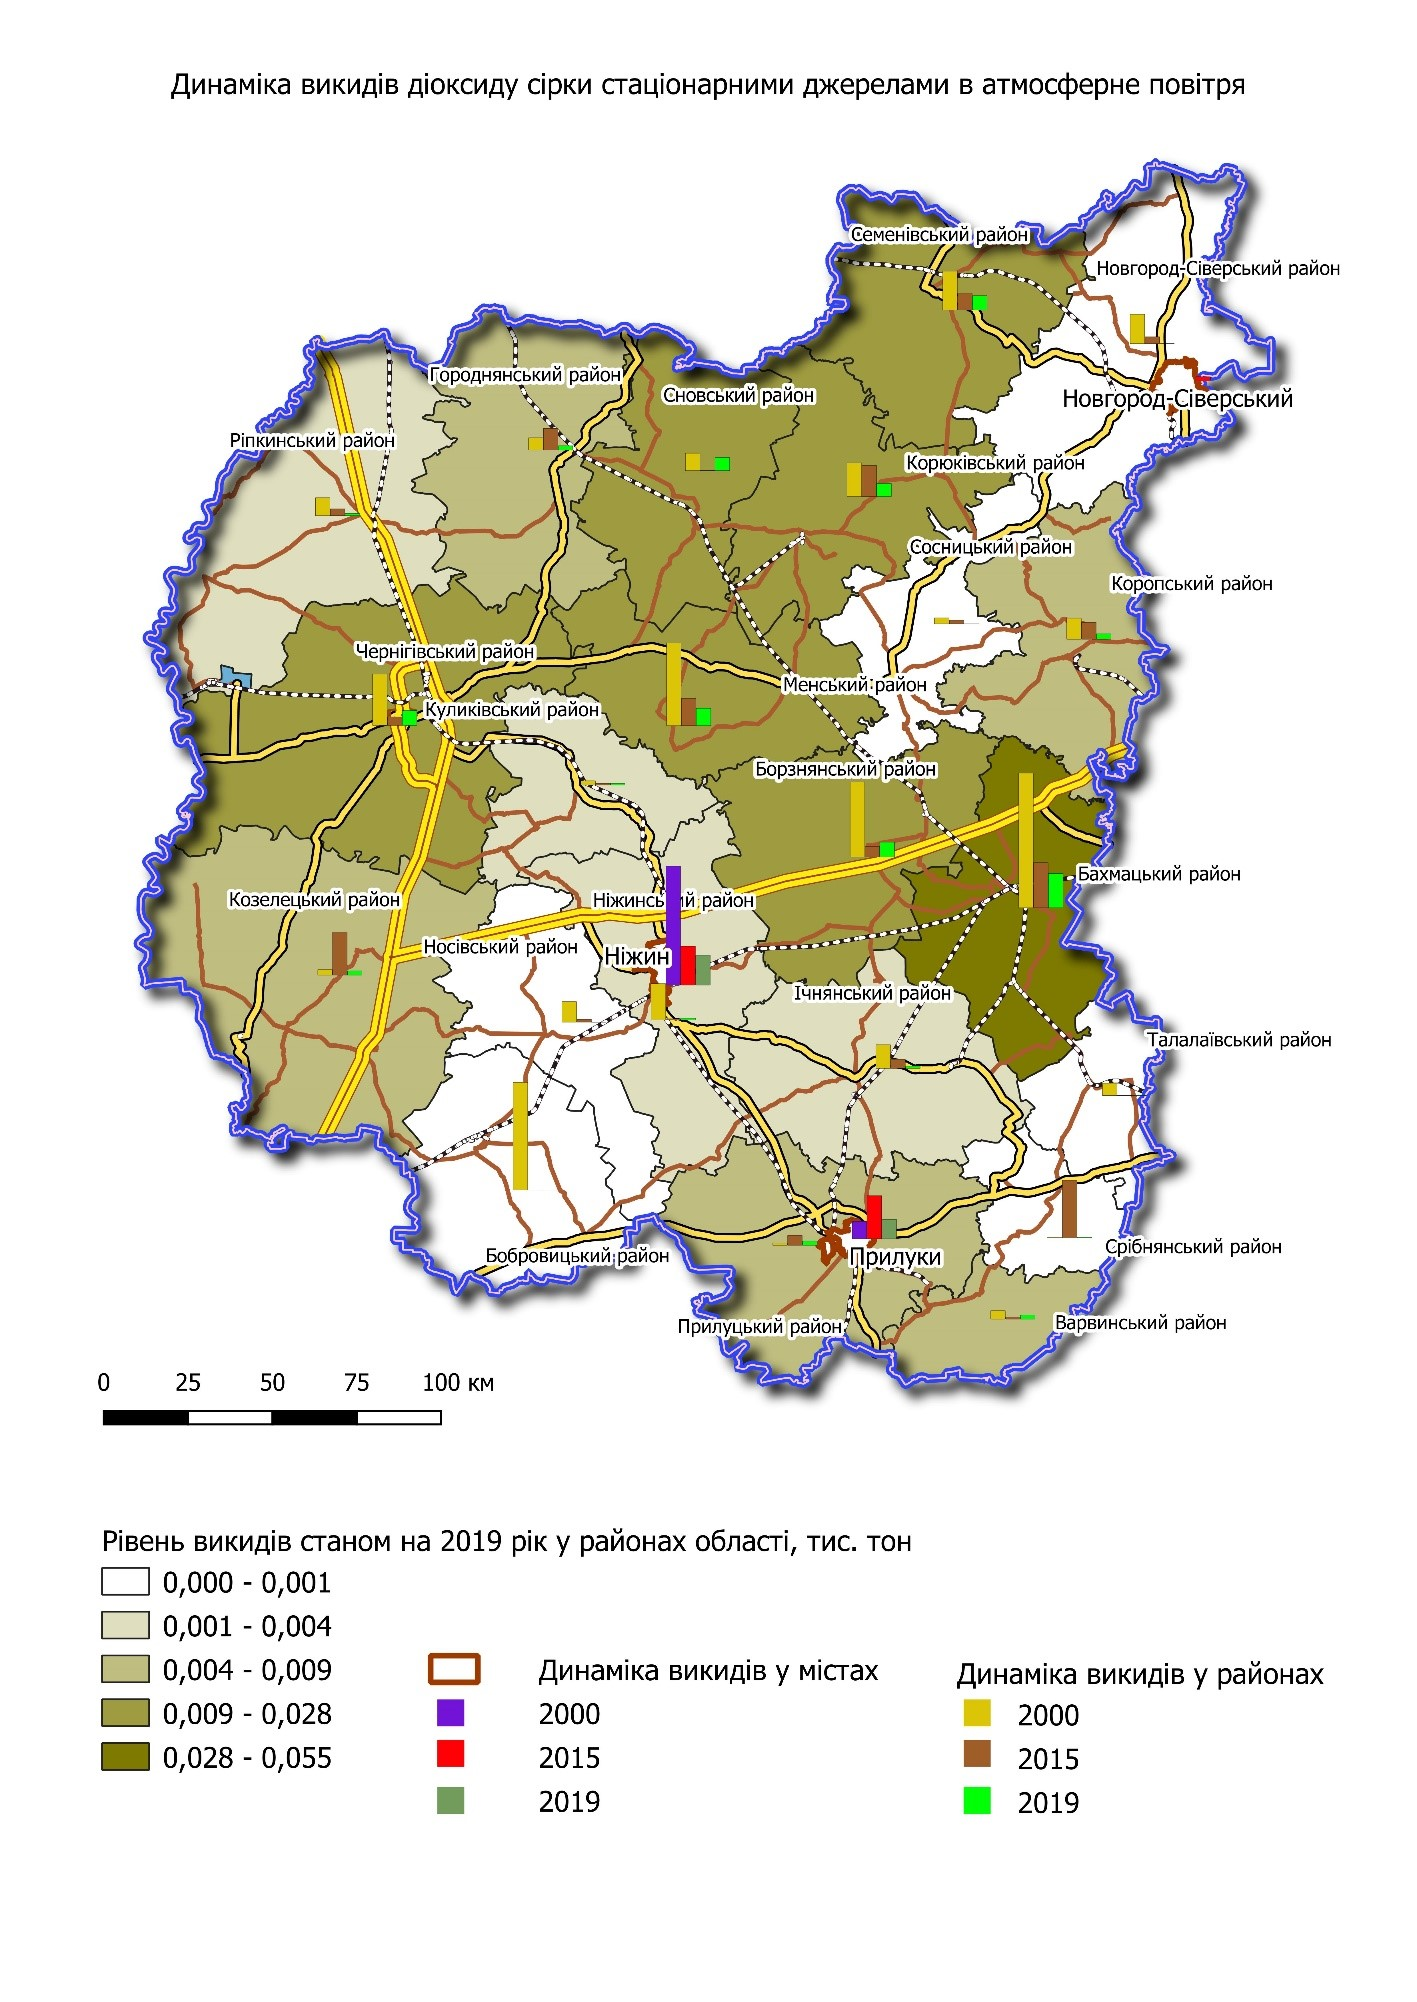 Динаміка викидів діоксиду сірки стаціонарними джерелами в атмосферне повітря
Семенівський район
Новгород-Сіверський район
Городнянський район
Сновський район
Новгород-Сіверський
Ріпкинський район
Корюківський район
Сосницький район
Коропський район
Чернігівський район
Менський район
Куликівський район
Борзнянський район
Бахмацький район
Козелецький район
Ніжинський район
Носівський район
Ніжин
Ічнянський район
Талалаївський район
Бобровицький район
Прилуки
Срібнянський район
Прилуцький район
Варвинський район
0 25 50 75 100 км
Рівень викидів станом на 2019 рік у районах області, тис. тон
0,000 - 0,001
0,001 - 0,004
0,004 - 0,009
0,009 - 0,028
0,028 - 0,055
Динаміка викидів у містах
2000
2015
2019
Динаміка викидів у районах
2000
2015
2019